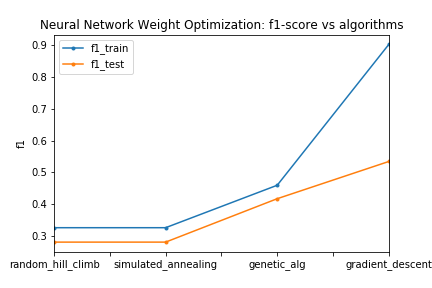 Neural Network Weight Optimization: f1-score vs algorithms
f1_train
f1_test
f1
0.9
0.8
0.7
0.6
0.5
0.4
0.3
random_hill_climb simulated_annealing genetic_alg gradient_descent